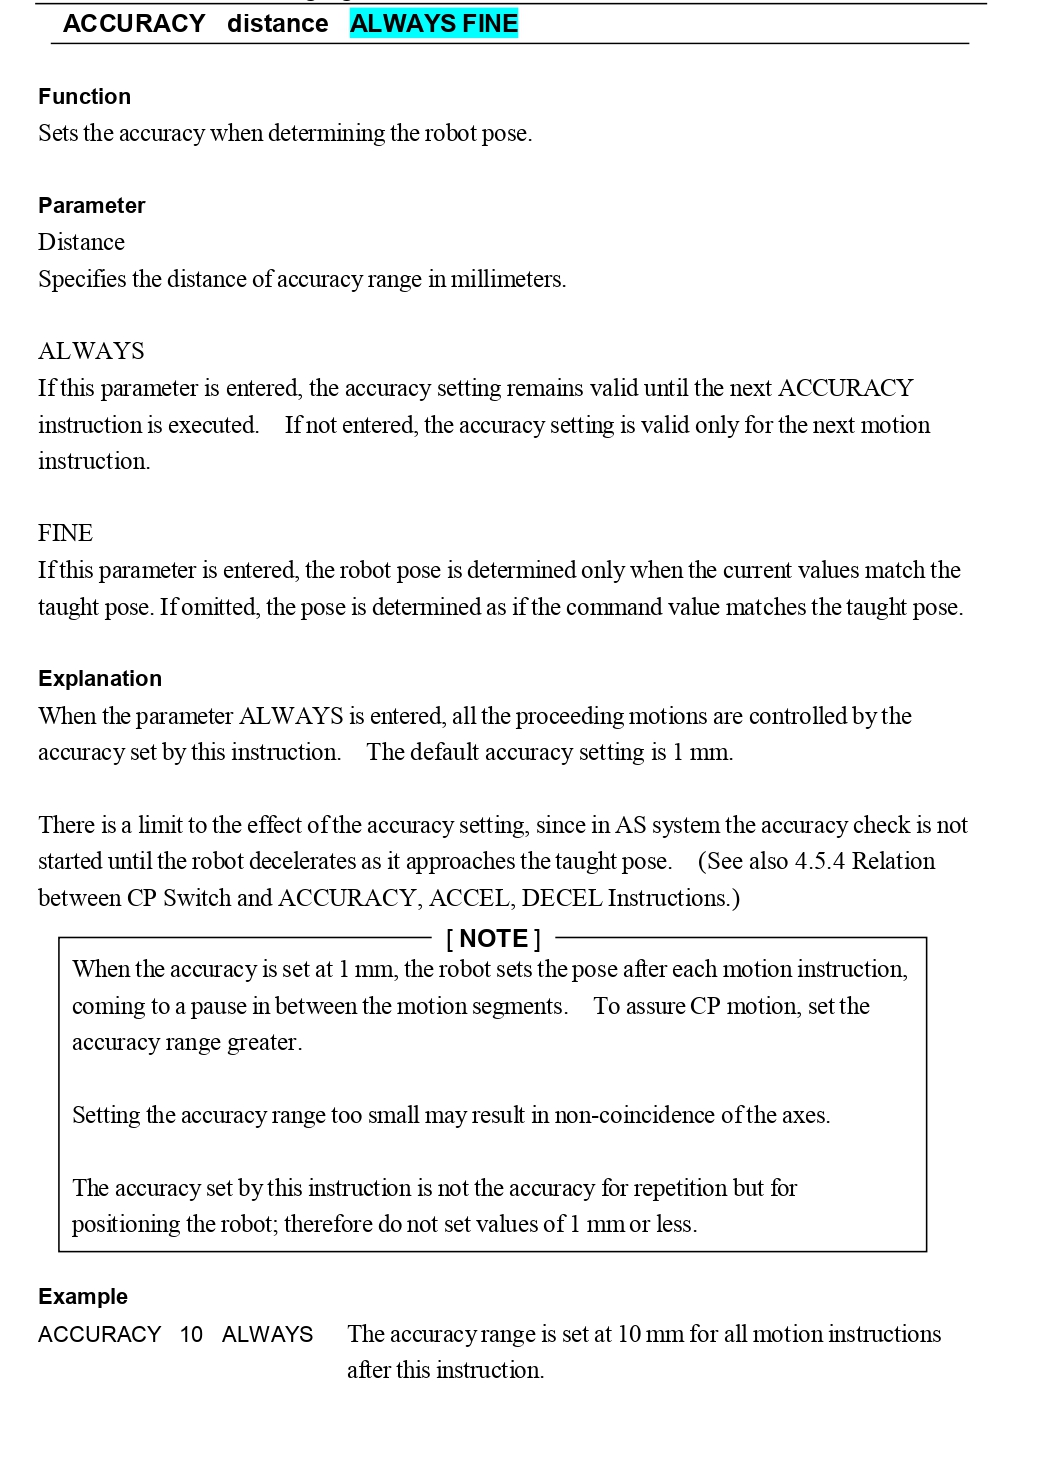 ACCURACY distance ALWAYS FINE
Function
Sets the accuracy when determining the robot pose.
Parameter
Distance
Specifies the distance of accuracy range in millimeters.
ALWAYS
If this parameter is entered, the accuracy setting remains valid until the next ACCURACY
instruction is executed. If not entered, the accuracy setting is valid only for the next motion
instruction.
FINE
If this parameter is entered, the robot pose is determined only when the current values match the
taught pose. If omitted, the pose is determined as if the command value matches the taught pose.
Explanation
When the parameter ALWAYS is entered, all the proceeding motions are controlled by the
accuracy set by this instruction. The default accuracy setting is 1 mm.
There is a limit to the effect of the accuracy setting, since in AS system the accuracy check is not
started until the robot decelerates as it approaches the taught pose. (See also 4.5.4 Relation
between CP Switch and ACCURACY, ACCEL, DECEL Instructions.)
[ NOTE ]
When the accuracy is set at 1 mm, the robot sets the pose after each motion instruction,
coming to a pause in between the motion segments. To assure CP motion, set the
accuracy range greater.
Setting the accuracy range too small may result in non-coincidence of the axes.
The accuracy set by this instruction is not the accuracy for repetition but for
positioning the robot; therefore do not set values of 1 mm or less.
Example
ACCURACY 10 ALWAYS The accuracy range is set at 10 mm for all motion instructions
after this instruction.